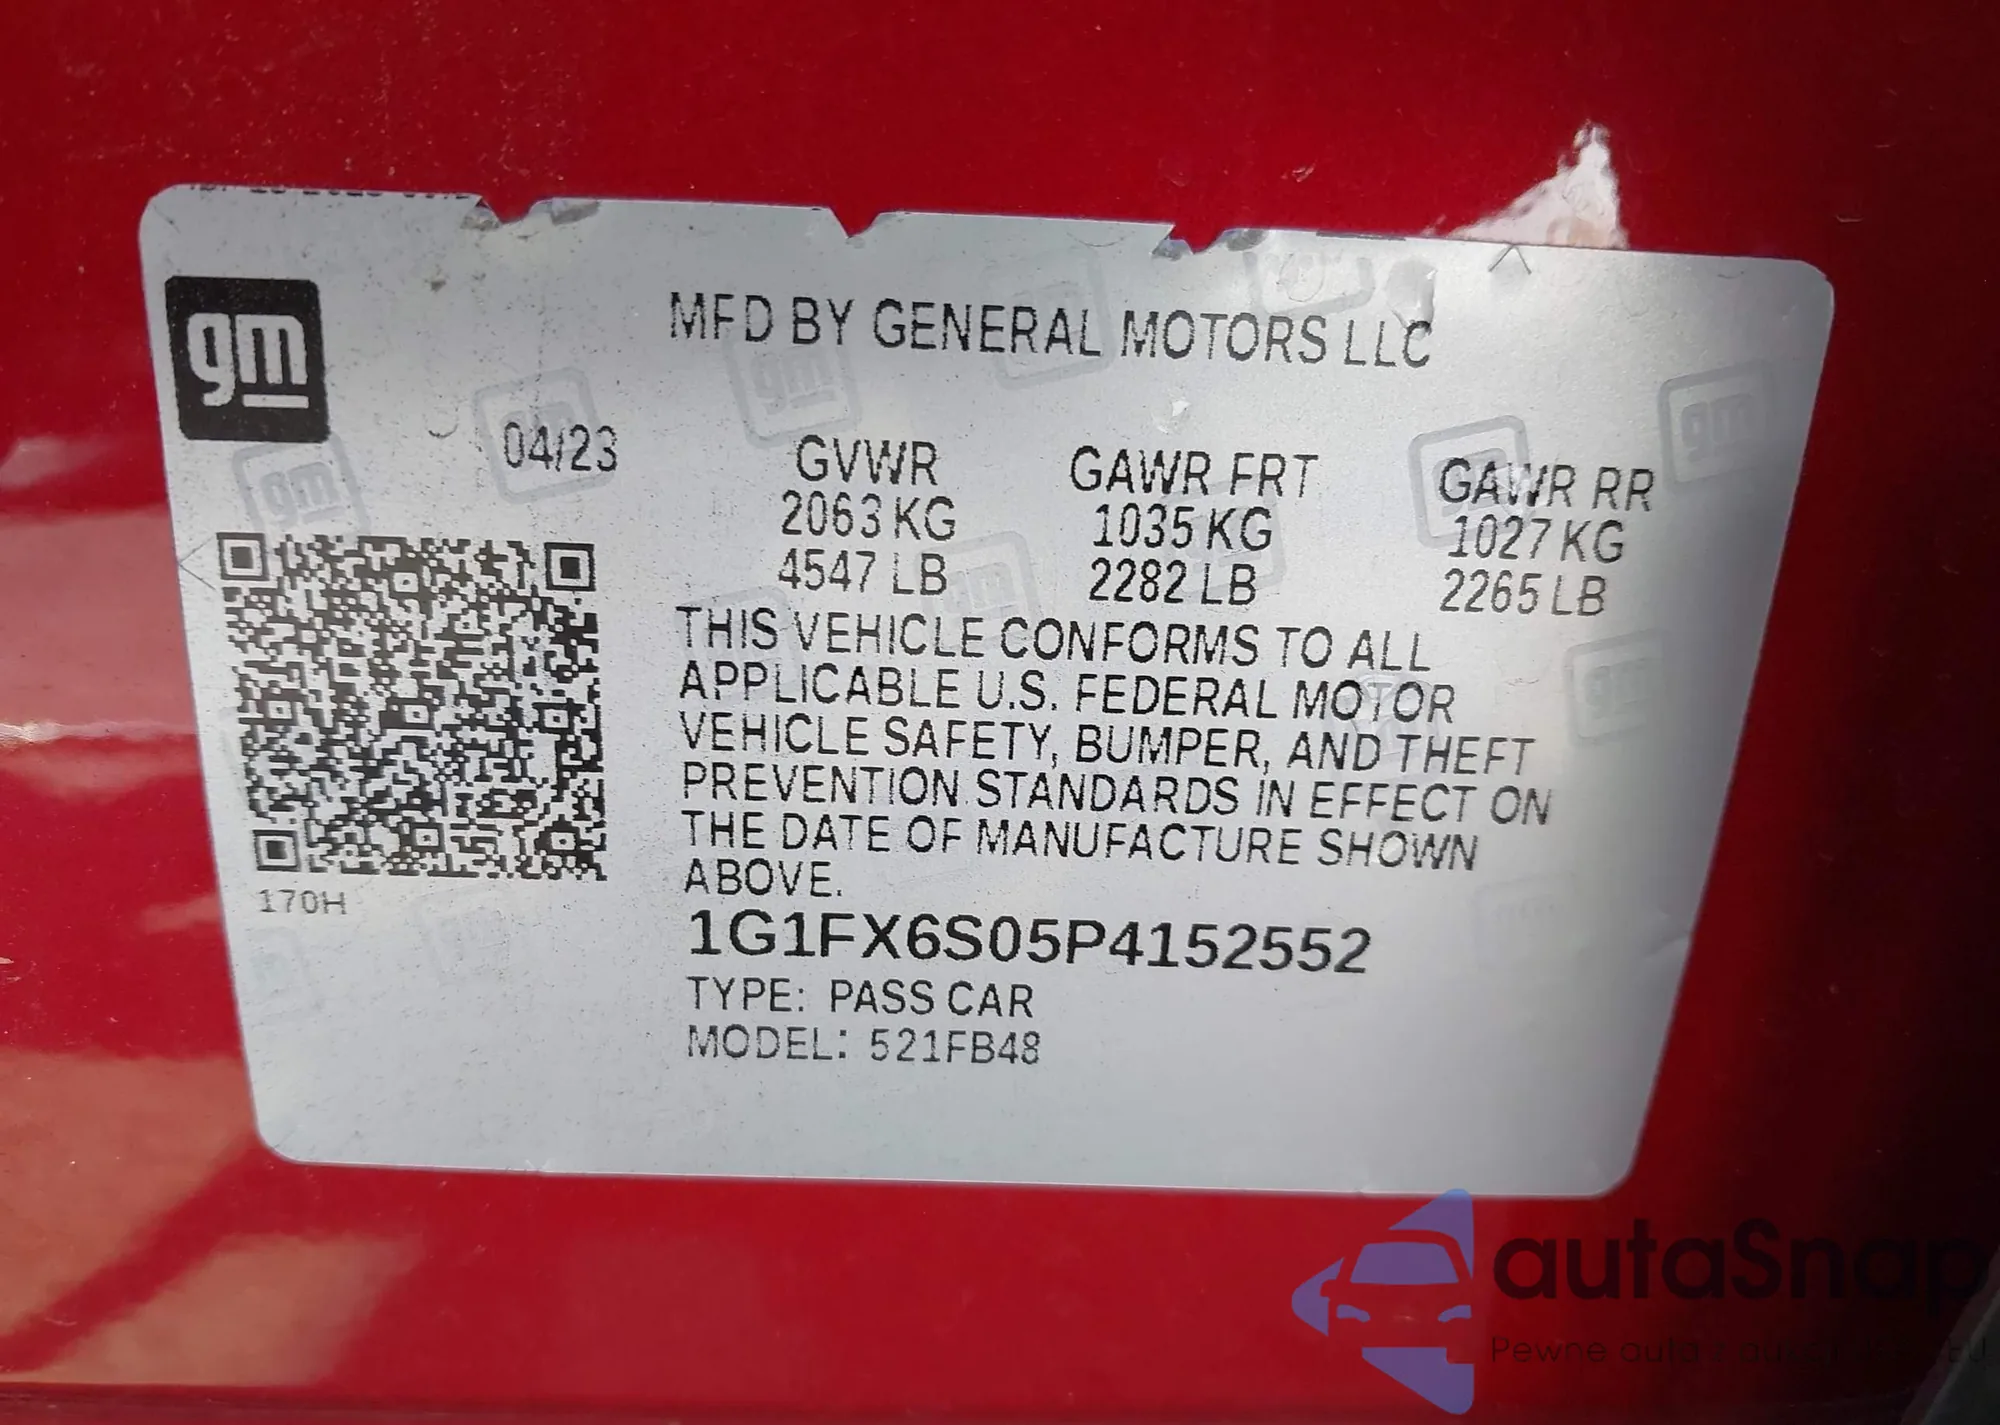 gm
MFD BY GENERAL MOTORS LLC
04/23
GVWR GAWR FRT GAWR RR
2063 KG 1035 KG 1027 KG
4547 LB 2282 LB 2265 LB
THIS VEHICLE CONFORMS TO ALL
APPLICABLE U.S. FEDERAL MOTOR
VEHICLE SAFETY, BUMPER, AND THEFT
PREVENTION STANDARDS IN EFFECT ON
THE DATE OF MANUFACTURE SHOWN
ABOVE.
170H
1G1FX6S05P4152552
TYPE: PASS CAR
MODEL: 521FB48
autaSnap
Pewne auta z